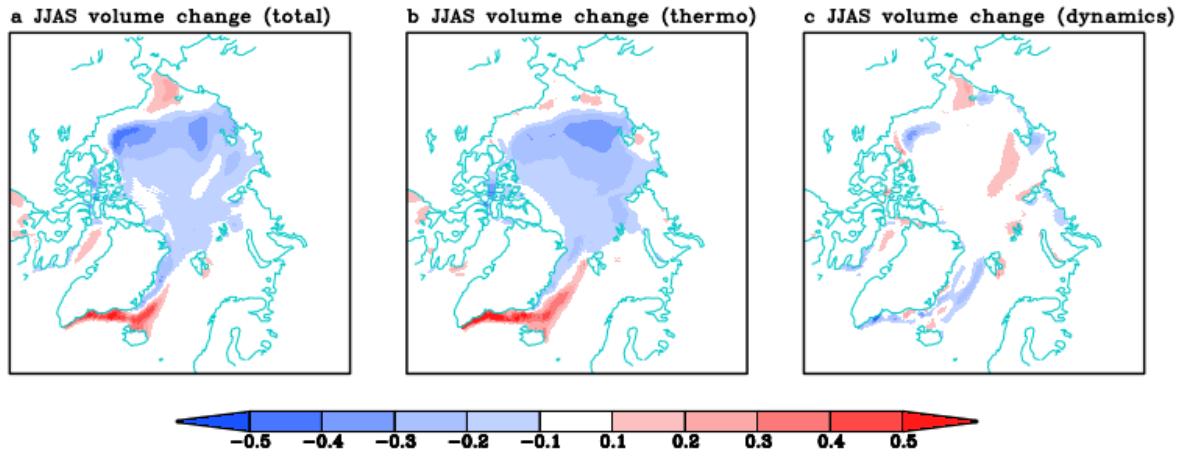 a JJAS volume change (total)
b JJAS volume change (thermo)
c JJAS volume change (dynamics)
-0.5 -0.4 -0.3 -0.2 -0.1 0.1 0.2 0.3 0.4 0.5